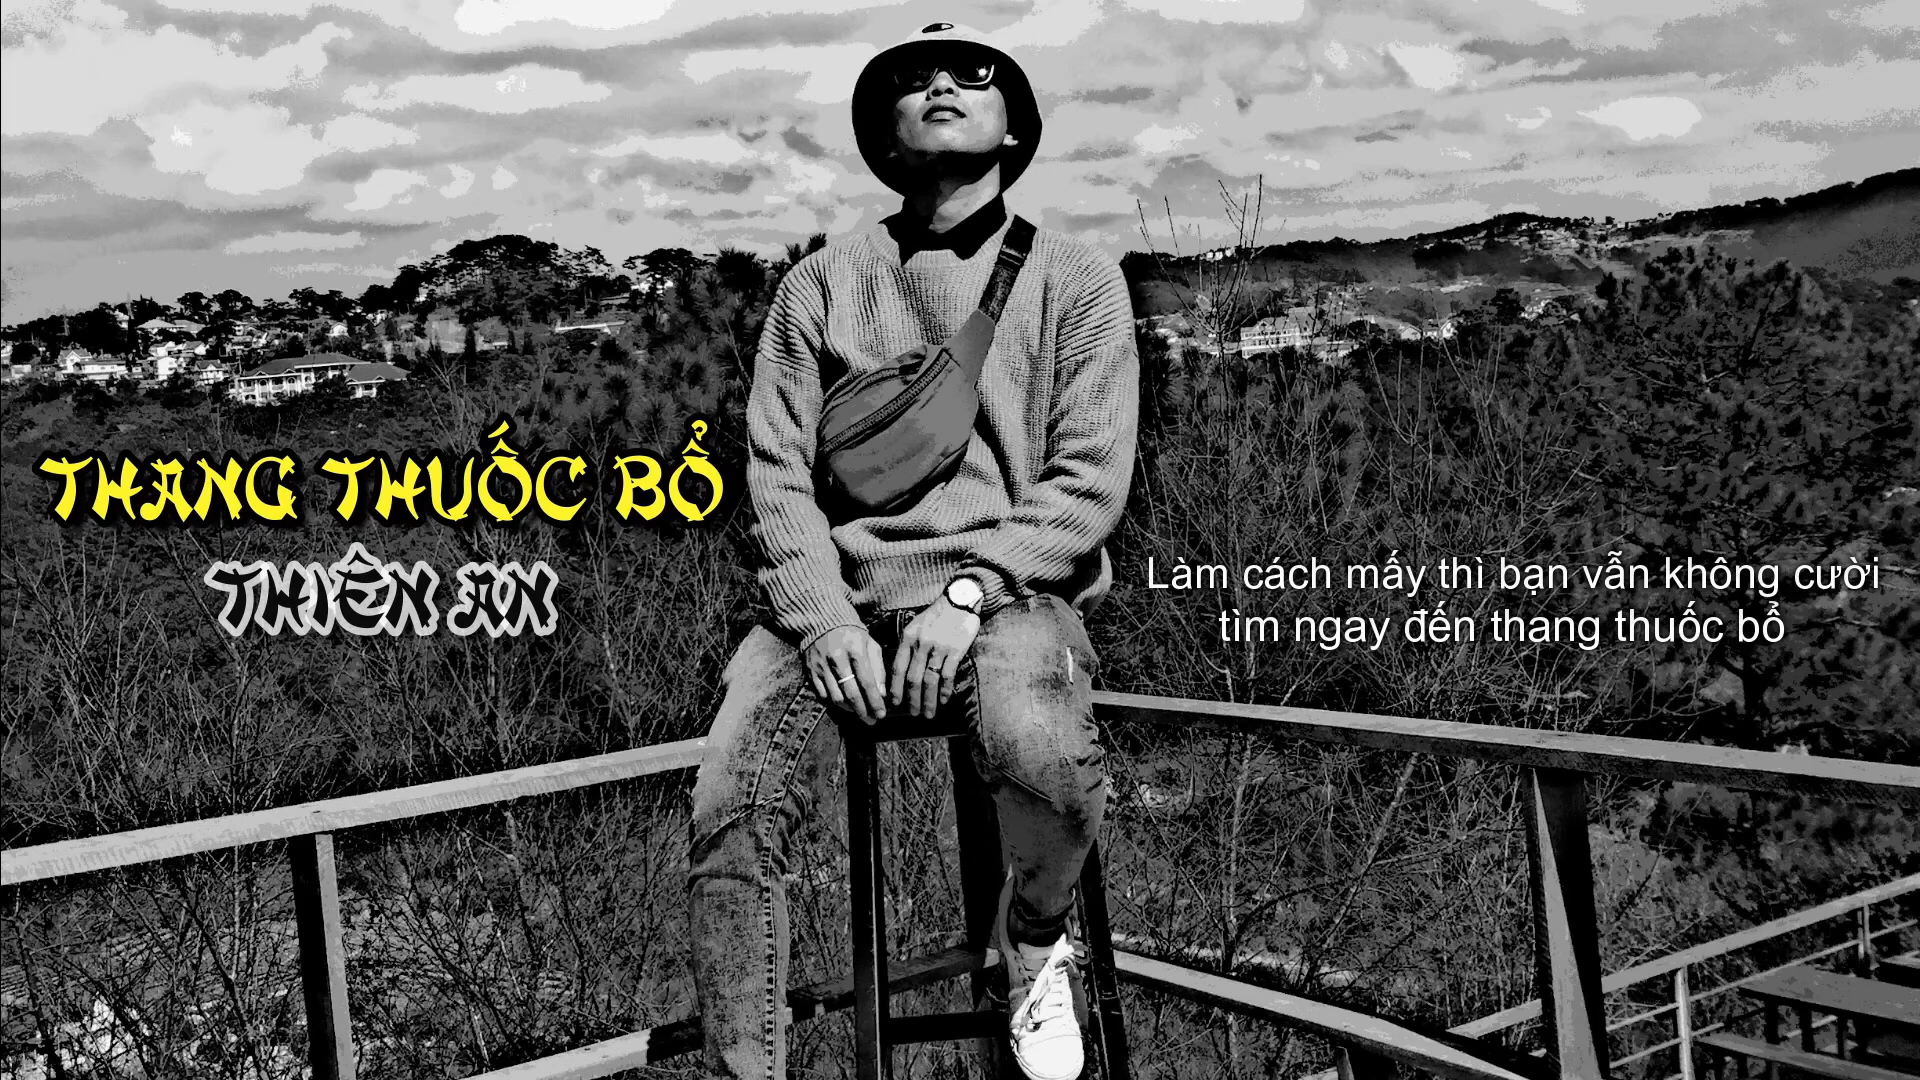 THANG THUỐC BỔ
THIÊN AN
Làm cách mấy thì bạn vẫn không cười
tìm ngay đến thang thuốc bổ